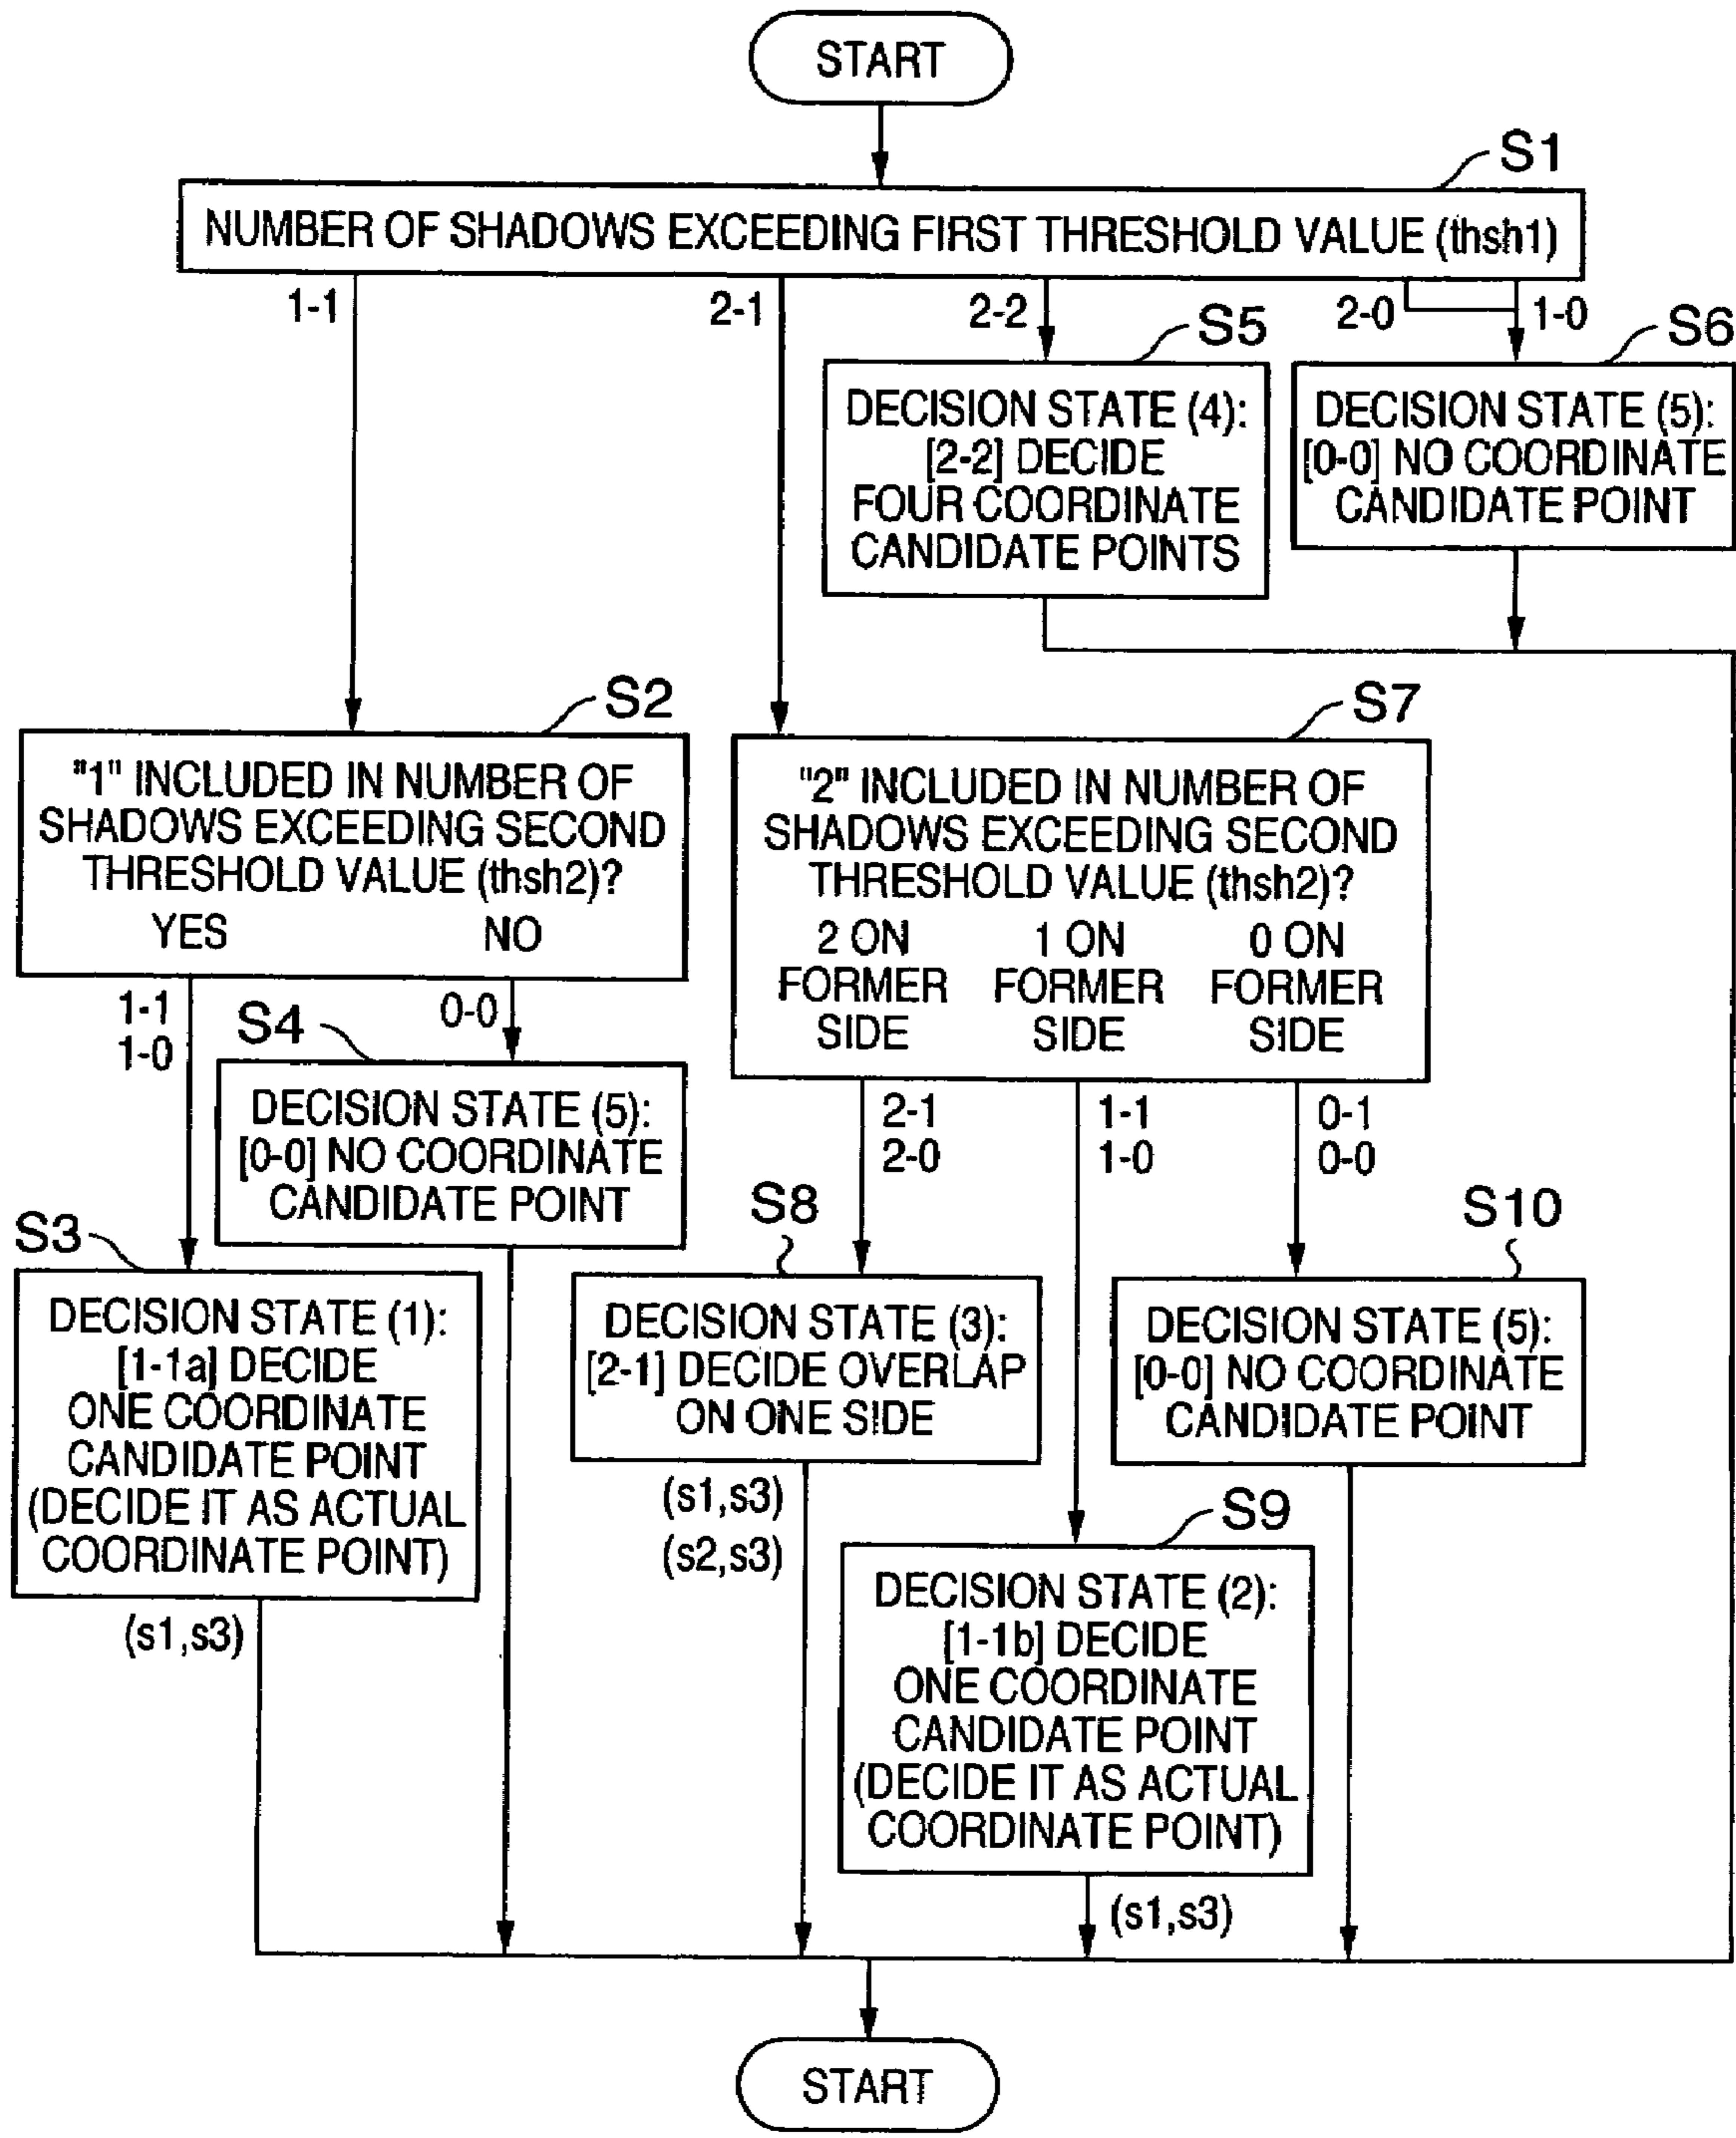 START
S1
NUMBER OF SHADOWS EXCEEDING FIRST THRESHOLD VALUE (thsh1)
1-1
2-1
2-2
2-0
1-0
S5
DECISION STATE (4):
[2-2] DECIDE
FOUR COORDINATE
CANDIDATE POINTS
S6
DECISION STATE (5):
[0-0] NO COORDINATE
CANDIDATE POINT
S2
"1" INCLUDED IN NUMBER OF
SHADOWS EXCEEDING SECOND
THRESHOLD VALUE (thsh2)?
YES NO
S7
"2" INCLUDED IN NUMBER OF
SHADOWS EXCEEDING SECOND
THRESHOLD VALUE (thsh2)?
2 ON 1 ON 0 ON
FORMER FORMER FORMER
SIDE SIDE SIDE
1-1
1-0
0-0
S4
DECISION STATE (5):
[0-0] NO COORDINATE
CANDIDATE POINT
2-1
2-0
1-1
1-0
0-1
0-0
S3
DECISION STATE (1):
[1-1a] DECIDE
ONE COORDINATE
CANDIDATE POINT
(DECIDE IT AS ACTUAL
COORDINATE POINT)
(s1,s3)
S8
DECISION STATE (3):
[2-1] DECIDE OVERLAP
ON ONE SIDE
(s1,s3)
(s2,s3)
S10
DECISION STATE (5):
[0-0] NO COORDINATE
CANDIDATE POINT
S9
DECISION STATE (2):
[1-1b] DECIDE
ONE COORDINATE
CANDIDATE POINT
(DECIDE IT AS ACTUAL
COORDINATE POINT)
(s1,s3)
START